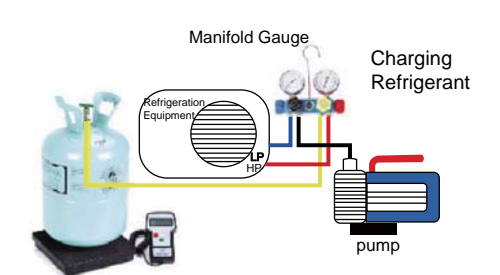 Manifold Gauge
Charging
Refrigerant
Refrigeration
Equipment
LP
HP
pump